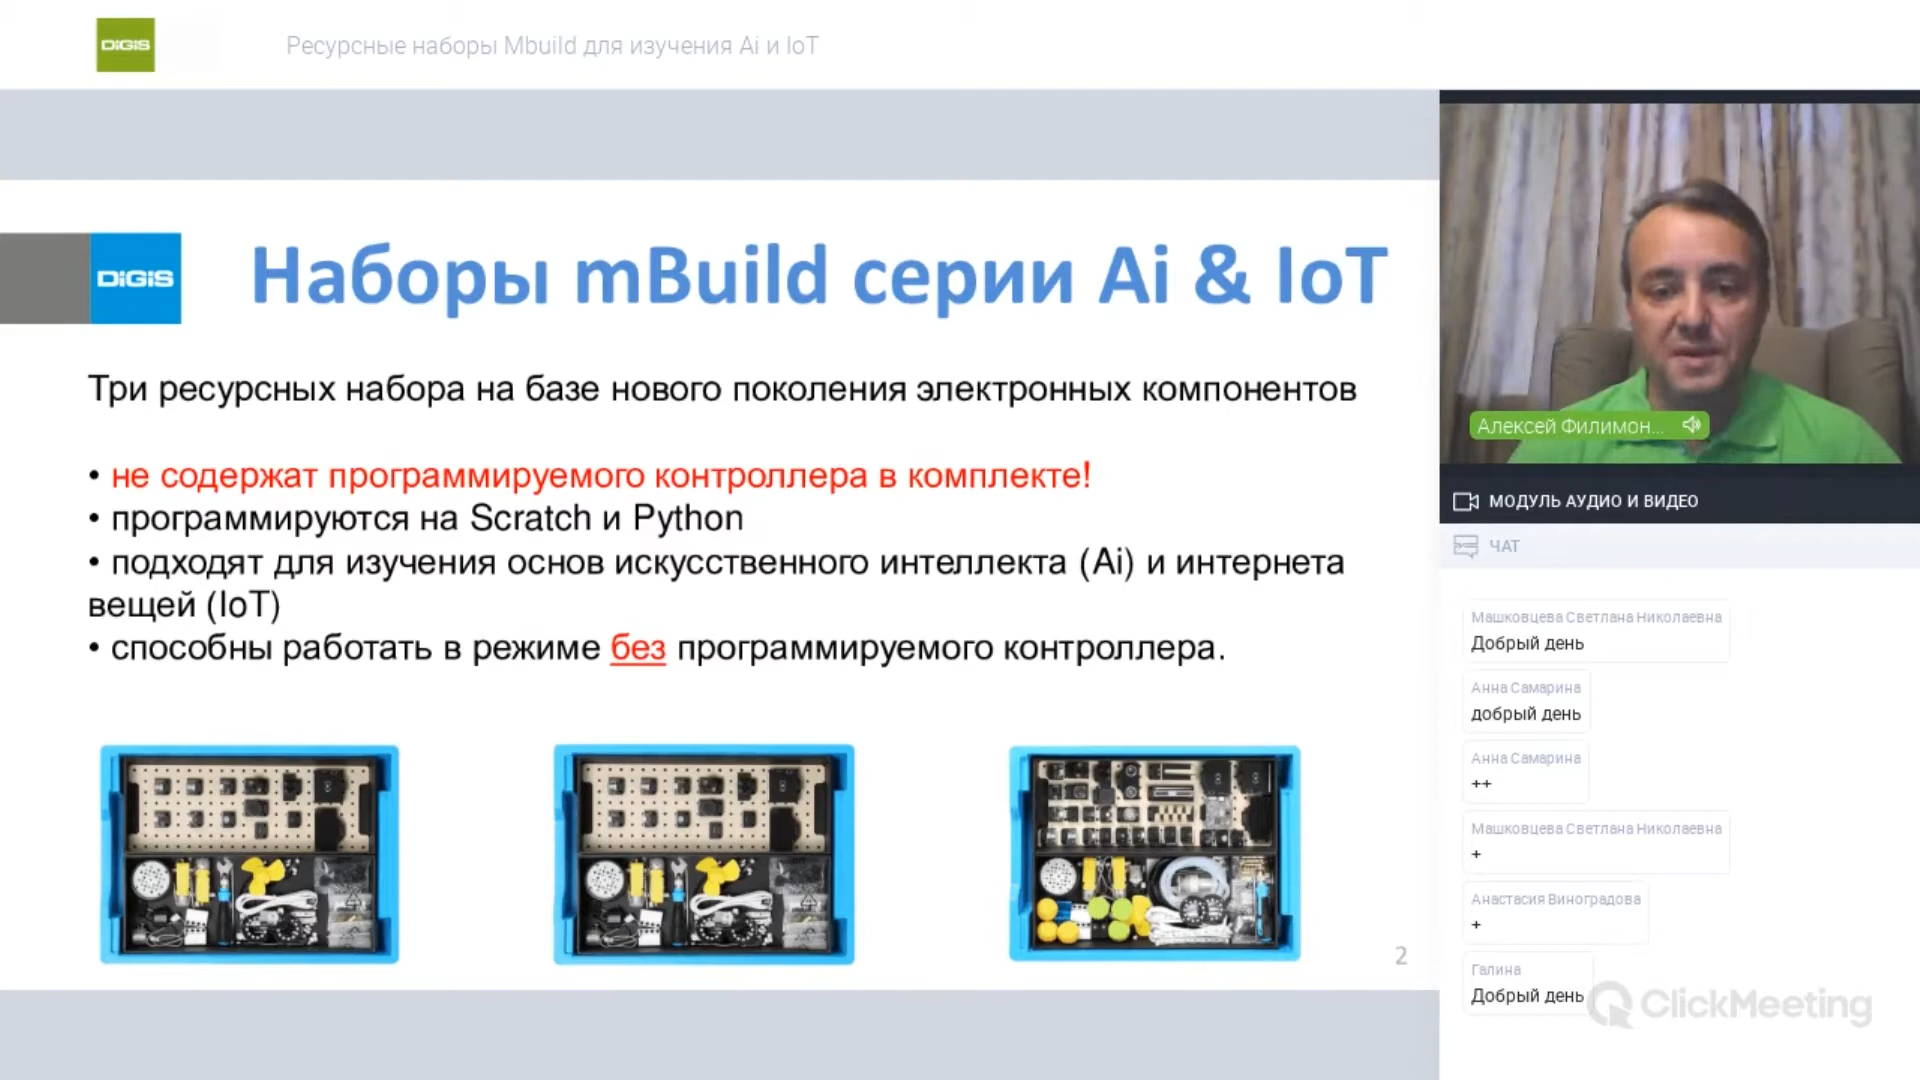 DiGiS
Ресурсные наборы Mbuild для изучения Ai и IoT
DiGiS
Наборы mBuild серии Ai & IoT
Три ресурсных набора на базе нового поколения электронных компонентов
• не содержат программируемого контроллера в комплекте!
• программируются на Scratch и Python
• подходят для изучения основ искусственного интеллекта (Ai) и интернета
вещей (IoT)
• способны работать в режиме без программируемого контроллера.
2
Алексей Филимон...
МОДУЛЬ АУДИО И ВИДЕО
ЧАТ
Машковцева Светлана Николаевна
Добрый день
Анна Самарина
добрый день
Анна Самарина
++
Машковцева Светлана Николаевна
+
Анастасия Виноградова
+
Галина
Добрый день
ClickMeeting